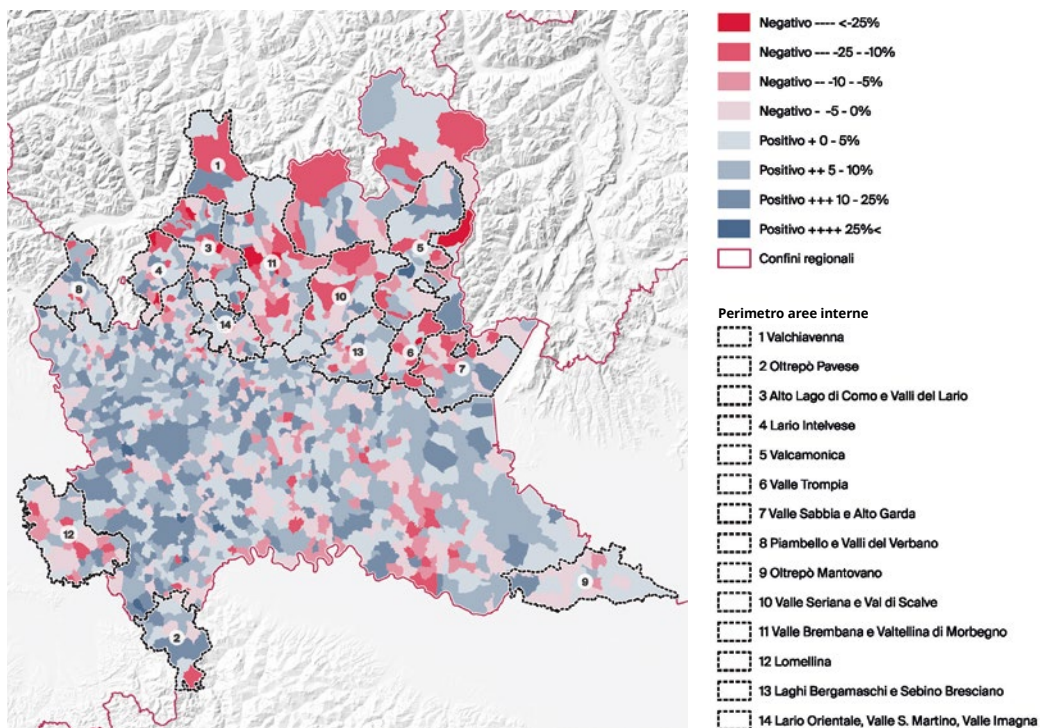 Negativo ---- <-25%
Negativo --- -25 - -10%
Negativo -- -10 - -5%
Negativo - -5 - 0%
Positivo + 0 - 5%
Positivo ++ 5 - 10%
Positivo +++ 10 - 25%
Positivo ++++ 25%<
Confini regionali
Perimetro aree interne
1 Valchiavenna
2 Oltrepò Pavese
3 Alto Lago di Como e Valli del Lario
4 Lario Intelvese
5 Valcamonica
6 Valle Trompia
7 Valle Sabbia e Alto Garda
8 Piambello e Valli del Verbano
9 Oltrepò Mantovano
10 Valle Seriana e Val di Scalve
11 Valle Brembana e Valtellina di Morbegno
12 Lomellina
13 Laghi Bergamaschi e Sebino Bresciano
14 Lario Orientale, Valle S. Martino, Valle Imagna
1
3
5
4
11
8
10
14
13
6
7
12
9
2